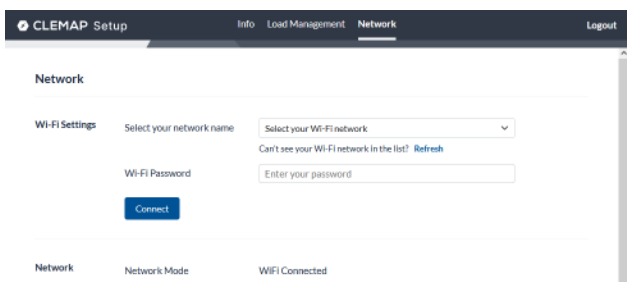 CLEMAP Setup Info Load Management Network Logout
Network
Wi-Fi Settings Select your network name Select your Wi-Fi network
Can't see your Wi-Fi network in the list? Refresh
Wi-Fi Password Enter your password
Connect
Network Network Mode WiFi Connected